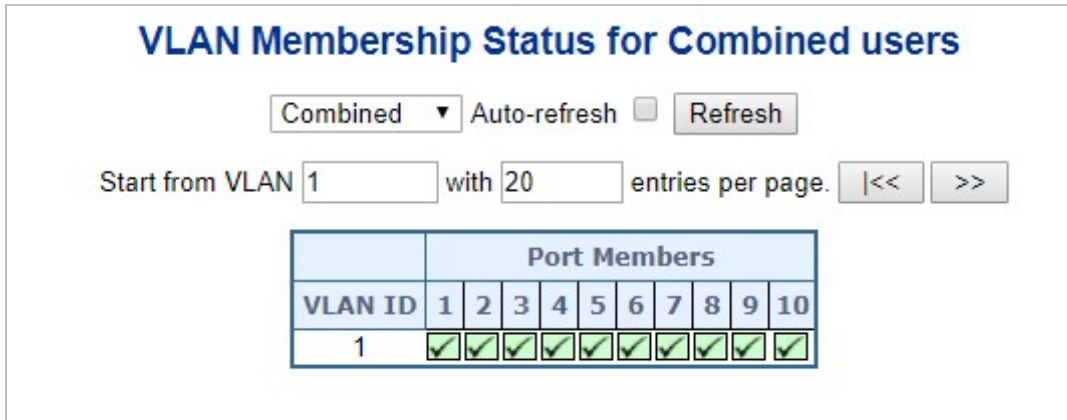 VLAN Membership Status for Combined users
Combined Auto-refresh Refresh
Start from VLAN 1 with 20 entries per page. |<< >>
Port Members
VLAN ID 1 2 3 4 5 6 7 8 9 10
1